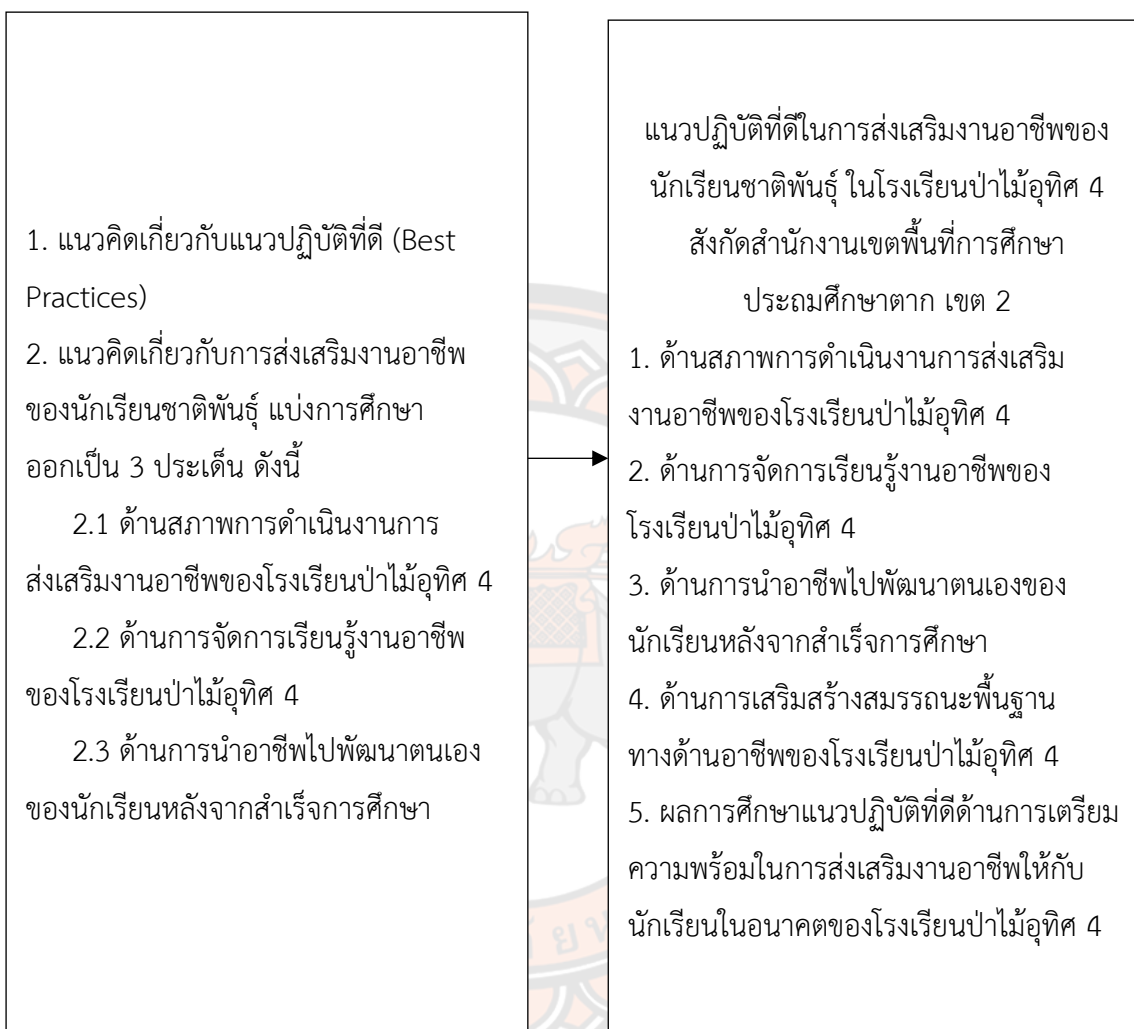 1. แนวคิดเกี่ยวกับแนวปฏิบัติที่ดี (Best
Practices)
2. แนวคิดเกี่ยวกับการส่งเสริมงานอาชีพ
ของนักเรียนชาติพันธุ์ แบ่งการศึกษา
ออกเป็น 3 ประเด็น ดังนี้
2.1 ด้านสภาพการดำเนินงานการ
ส่งเสริมงานอาชีพของโรงเรียนป่าไม้อุทิศ 4
2.2 ด้านการจัดการเรียนรู้งานอาชีพ
ของโรงเรียนป่าไม้อุทิศ 4
2.3 ด้านการนำอาชีพไปพัฒนาตนเอง
ของนักเรียนหลังจากสำเร็จการศึกษา
แนวปฏิบัติที่ดีในการส่งเสริมงานอาชีพของ
นักเรียนชาติพันธุ์ ในโรงเรียนป่าไม้อุทิศ 4
สังกัดสำนักงานเขตพื้นที่การศึกษา
ประถมศึกษาตาก เขต 2
1. ด้านสภาพการดำเนินงานการส่งเสริม
งานอาชีพของโรงเรียนป่าไม้อุทิศ 4
2. ด้านการจัดการเรียนรู้งานอาชีพของ
โรงเรียนป่าไม้อุทิศ 4
3. ด้านการนำอาชีพไปพัฒนาตนเองของ
นักเรียนหลังจากสำเร็จการศึกษา
4. ด้านการเสริมสร้างสมรรถนะพื้นฐาน
ทางด้านอาชีพของโรงเรียนป่าไม้อุทิศ 4
5. ผลการศึกษาแนวปฏิบัติที่ดีด้านการเตรียม
ความพร้อมในการส่งเสริมงานอาชีพให้กับ
นักเรียนในอนาคตของโรงเรียนป่าไม้อุทิศ 4